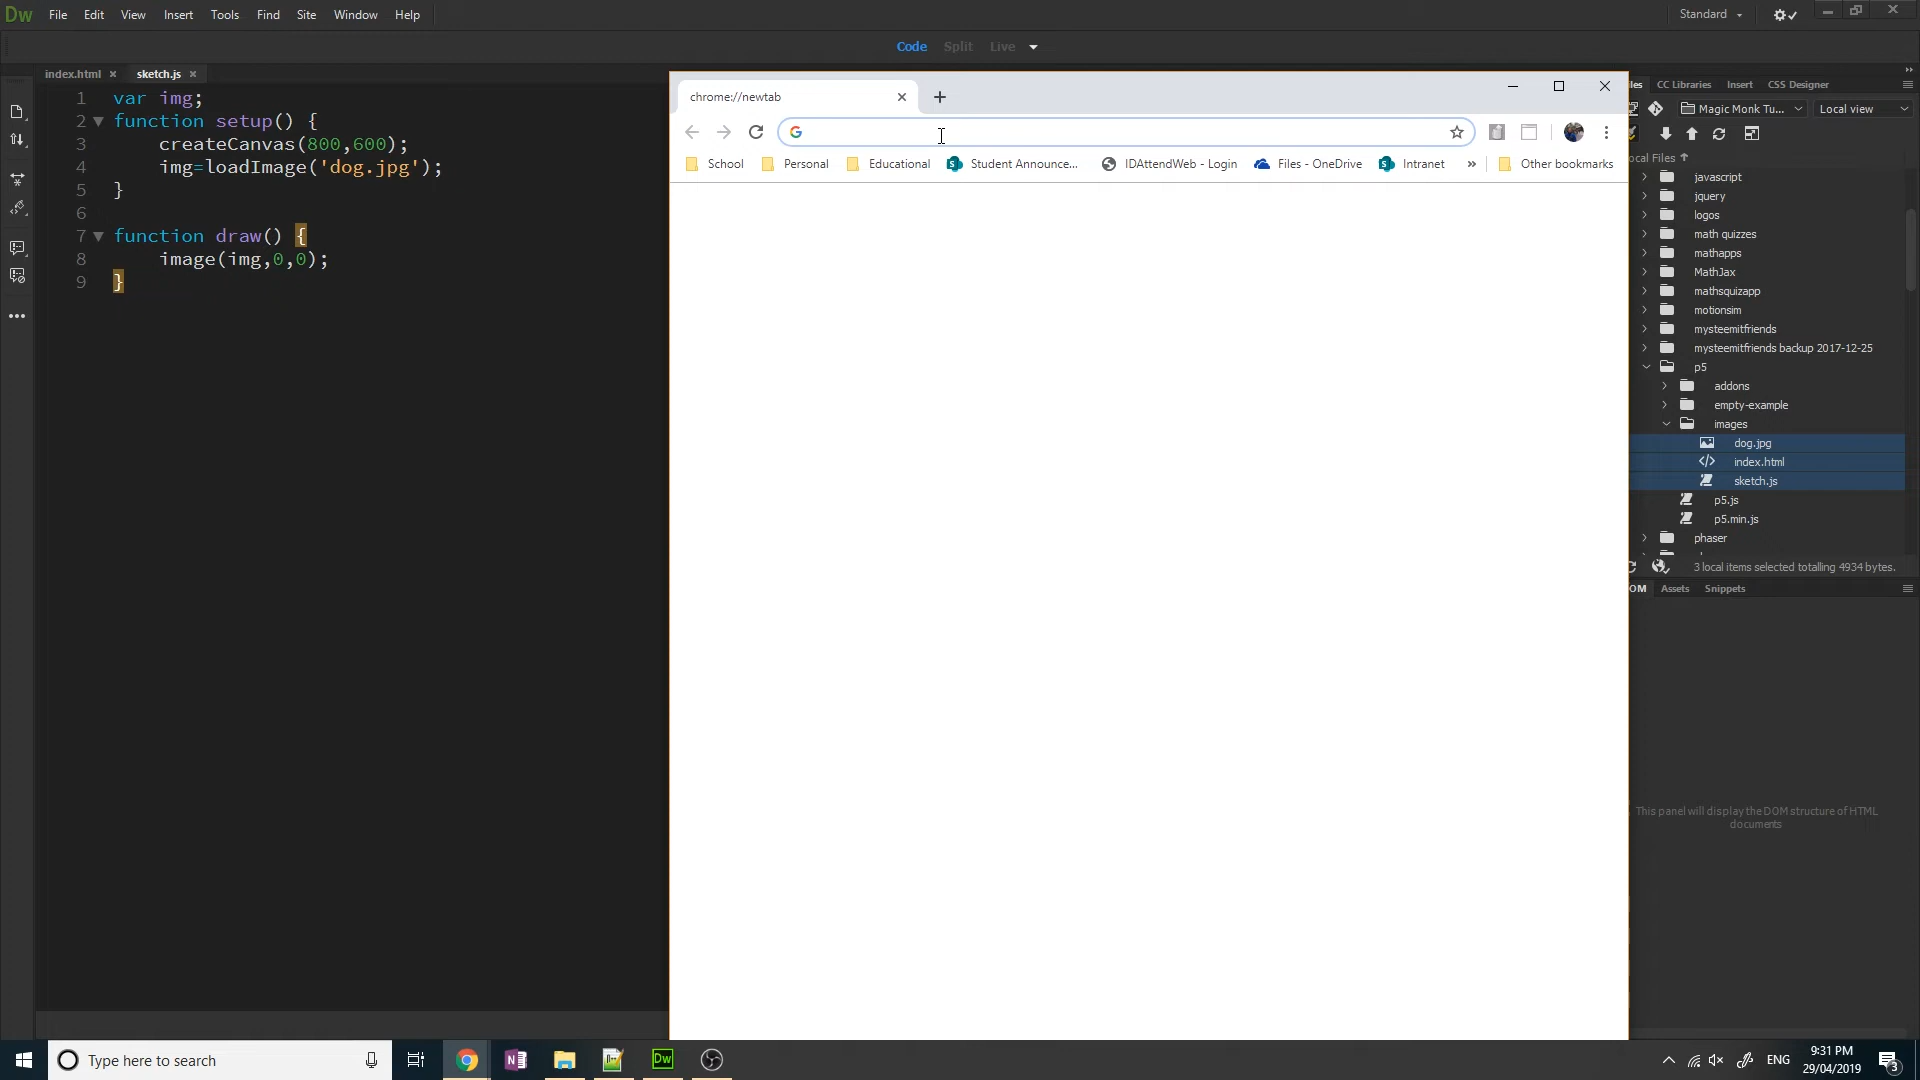 Dw File Edit View Insert Tools Find Site Window Help Standard
Code Split Live
index.html sketch.js
1 var img;
2 function setup() {
3 createCanvas(800,600);
4 img=loadImage('dog.jpg');
5 }
6
7 function draw() {
8 image(img,0,0);
9 }
chrome://newtab
School Personal Educational Student Announce... IDAttendWeb - Login Files - OneDrive Intranet » Other bookmarks
CC Libraries Insert CSS Designer
Magic Monk Tu... Local view
ocal Files
javascript
jquery
logos
math quizzes
mathapps
MathJax
mathsquizapp
motionsim
mysteemitfriends
mysteemitfriends backup 2017-12-25
p5
addons
empty-example
images
dog.jpg
index.html
sketch.js
p5.js
p5.min.js
phaser
3 local items selected totalling 4934 bytes.
OM Assets Snippets
This panel will display the DOM structure of HTML
documents
Type here to search
Dw
ENG
9:31 PM
29/04/2019
3